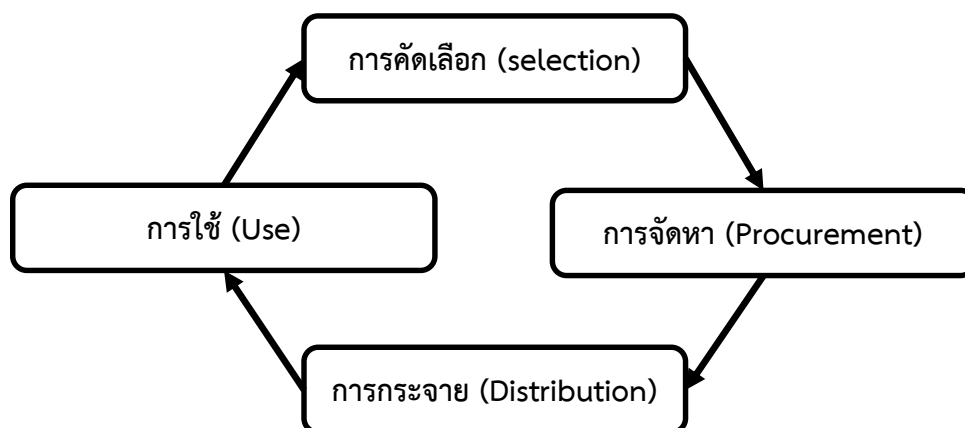 การคัดเลือก (selection)
การใช้ (Use)
การจัดหา (Procurement)
การกระจาย (Distribution)